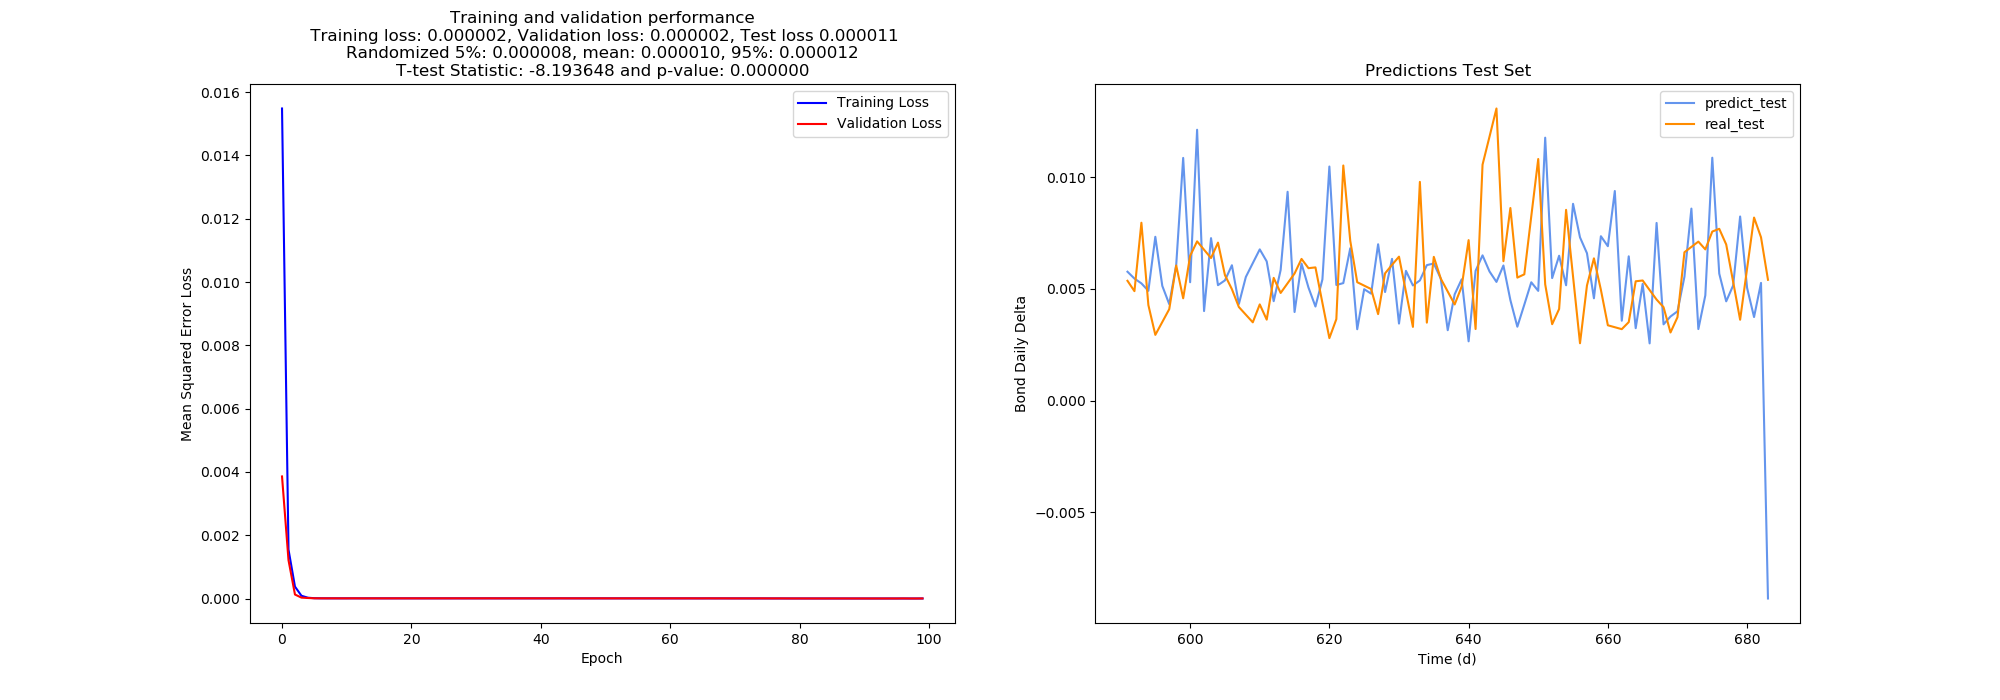 Training and validation performance
Training loss: 0.000002, Validation loss: 0.000002, Test loss 0.000011
Randomized 5%: 0.000008, mean: 0.000010, 95%: 0.000012
T-test Statistic: -8.193648 and p-value: 0.000000
Mean Squared Error Loss
0.016
0.014
0.012
0.010
0.008
0.006
0.004
0.002
0.000
Training Loss
Validation Loss
0 20 40 60 80 100
Epoch
Predictions Test Set
Bond Daily Delta
0.010
0.005
0.000
−0.005
predict_test
real_test
600 620 640 660 680
Time (d)